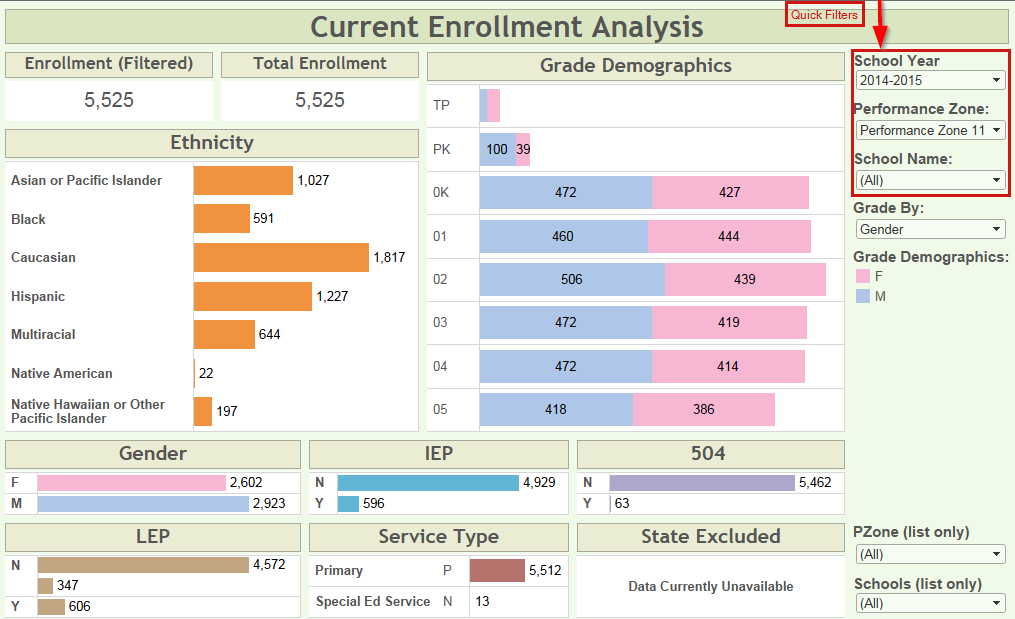 Quick Filters
Current Enrollment Analysis
Enrollment (Filtered)
5,525
Total Enrollment
5,525
Ethnicity
Asian or Pacific Islander 1,027
Black 591
Caucasian 1,817
Hispanic 1,227
Multiracial 644
Native American 22
Native Hawaiian or Other
Pacific Islander 197
Grade Demographics
TP
PK 100 39
0K 472 427
01 460 444
02 506 439
03 472 419
04 472 414
05 418 386
School Year
2014-2015
Performance Zone:
Performance Zone 11
School Name:
(All)
Grade By:
Gender
Grade Demographics:
F
M
Gender
F 2,602
M 2,923
IEP
N 4,929
Y 596
504
N 5,462
Y 63
LEP
N 4,572
347
Y 606
Service Type
Primary P 5,512
Special Ed Service N 13
State Excluded
Data Currently Unavailable
PZone (list only)
(All)
Schools (list only)
(All)